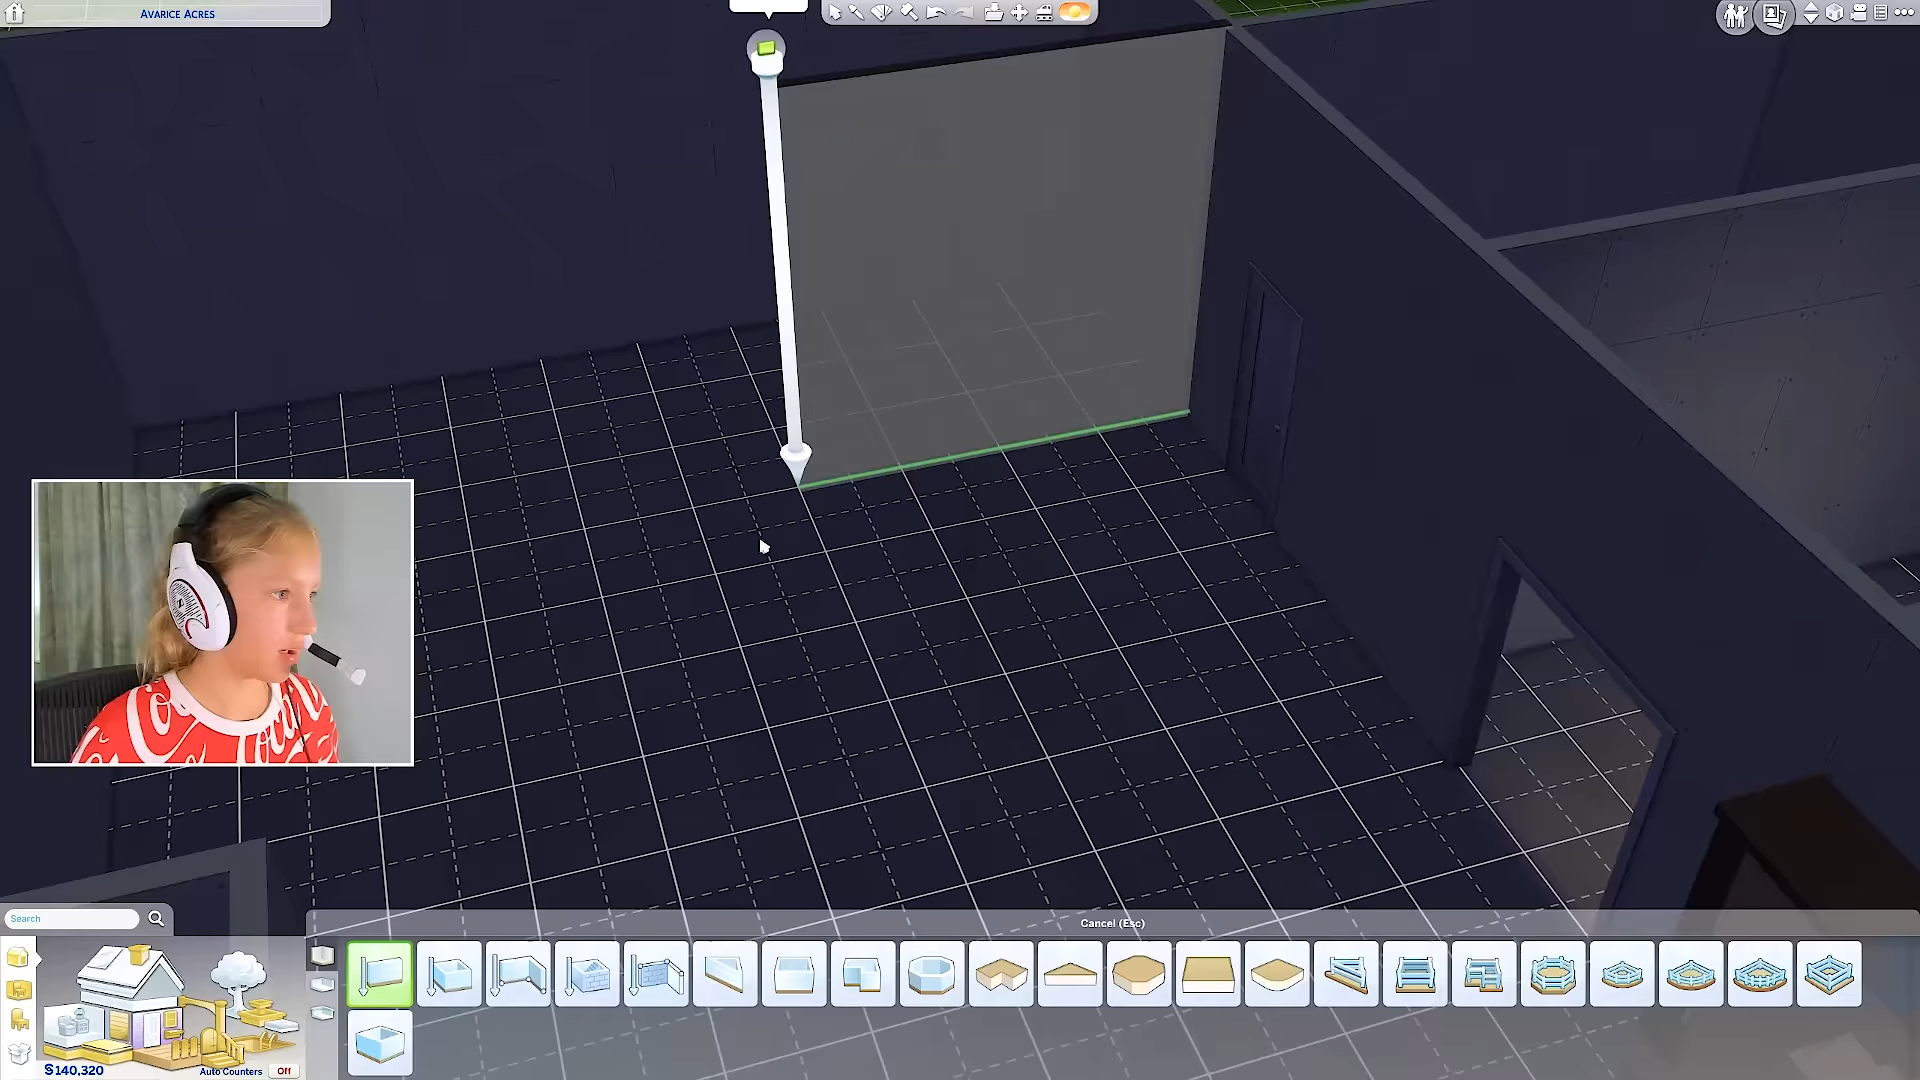 Avarice Acres
Search
Cancel (Esc)
$140,320
Auto Counters
Off